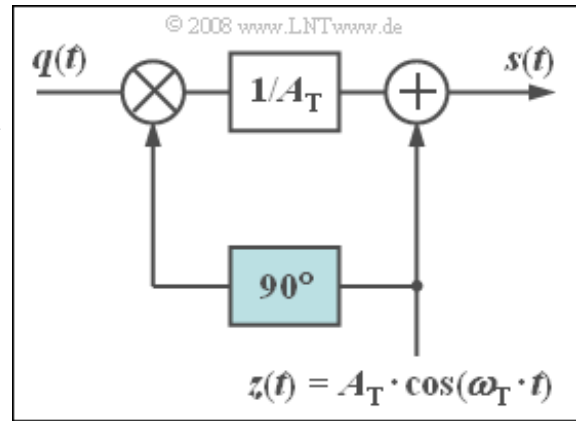 © 2008 www.LNTwww.de
q(t) 1/A_T s(t)
90°
z(t) = A_T · cos(ω_T · t)